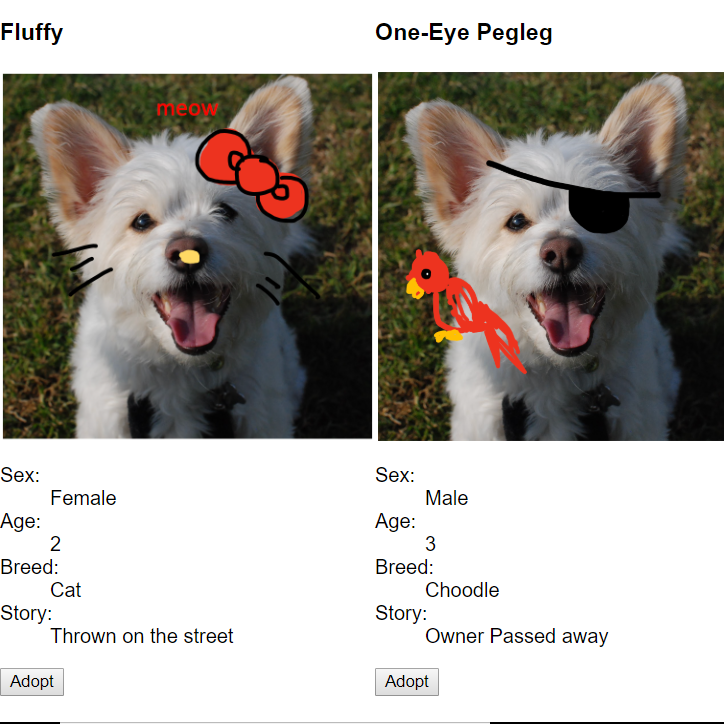 Fluffy
meow
Sex:
Female
Age:
2
Breed:
Cat
Story:
Thrown on the street
Adopt
One-Eye Pegleg
Sex:
Male
Age:
3
Breed:
Choodle
Story:
Owner Passed away
Adopt